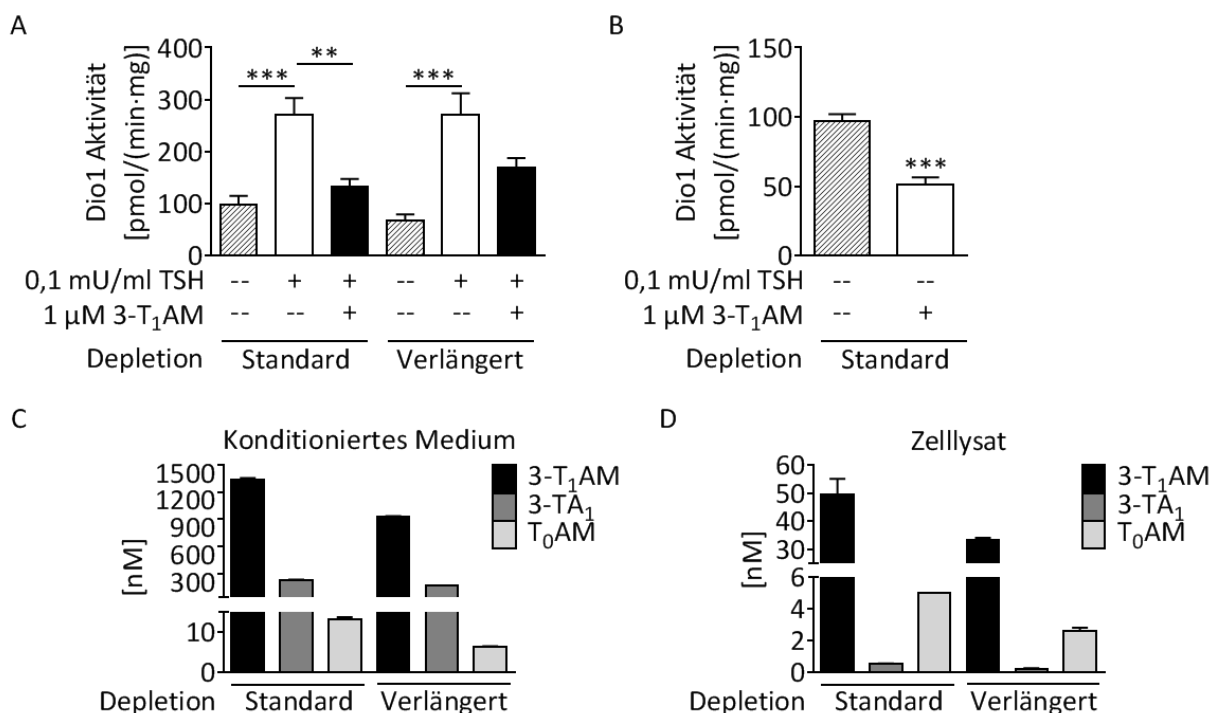 A
Dio1 Aktivität
[pmol/(min·mg)]
400
300
200
100
0
***
**
***
0,1 mU/ml TSH -- + + -- + +
1 µM 3-T₁AM -- -- + -- -- +
Depletion Standard Verlängert
B
Dio1 Aktivität
[pmol/(min·mg)]
150
100
50
0
***
0,1 mU/ml TSH -- --
1 µM 3-T₁AM -- +
Depletion Standard
C
Konditioniertes Medium
[nM]
1500
1200
900
600
300
10
0
3-T₁AM
3-TA₁
T₀AM
Depletion Standard Verlängert
D
Zelllysat
[nM]
60
50
40
30
6
4
2
0
3-T₁AM
3-TA₁
T₀AM
Depletion Standard Verlängert